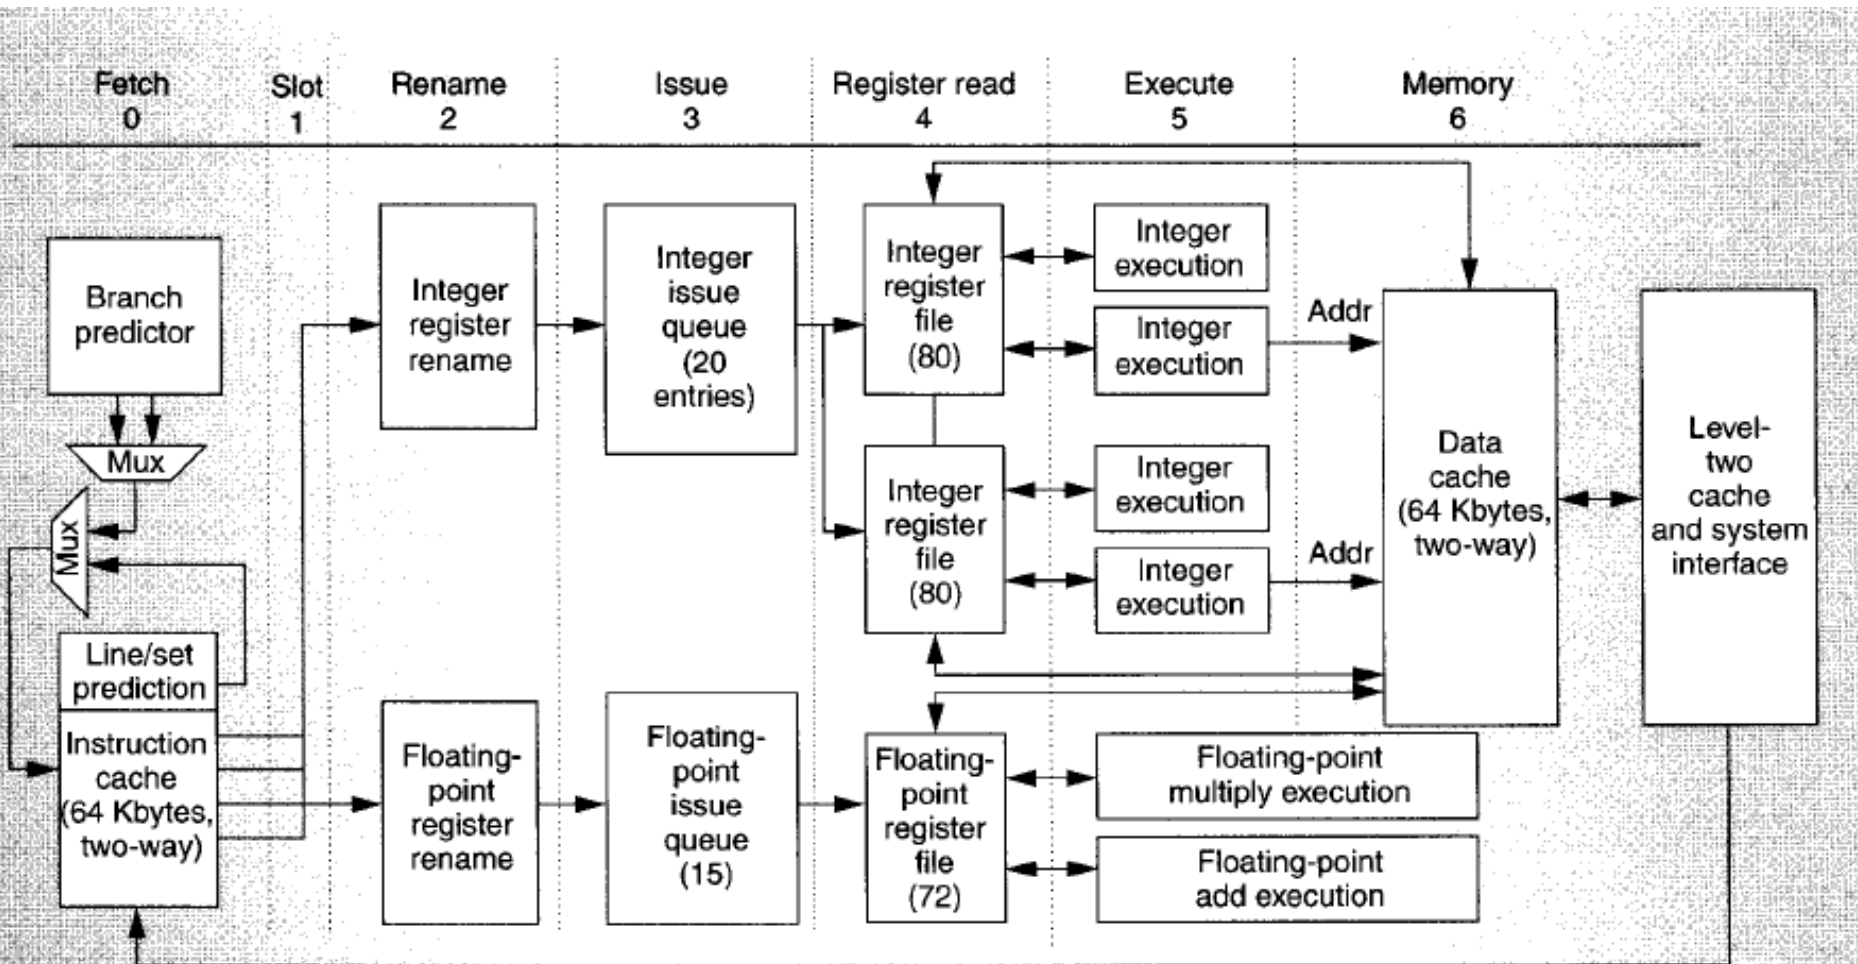 Fetch
0
Slot
1
Rename
2
Issue
3
Register read
4
Execute
5
Memory
6
Branch
predictor
Mux
Mux
Line/set
prediction
Instruction
cache
(64 Kbytes,
two-way)
Integer
register
rename
Floating-
point
register
rename
Integer
issue
queue
(20
entries)
Floating-
point
issue
queue
(15)
Integer
register
file
(80)
Integer
register
file
(80)
Floating-
point
register
file
(72)
Integer
execution
Integer
execution
Integer
execution
Integer
execution
Floating-point
multiply execution
Floating-point
add execution
Addr
Addr
Data
cache
(64 Kbytes,
two-way)
Level-
two
cache
and system
interface